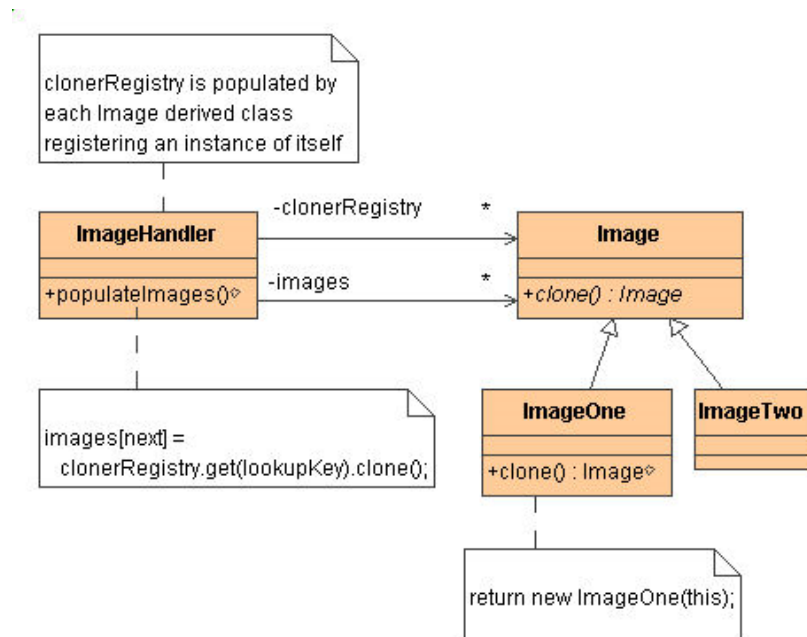 clonerRegistry is populated by
each Image derived class
registering an instance of itself
-clonerRegistry
*
ImageHandler
Image
-images
*
+populateImages()
+clone() : Image
images[next] =
clonerRegistry.get(lookupKey).clone();
ImageOne
ImageTwo
+clone() : Image
return new ImageOne(this);